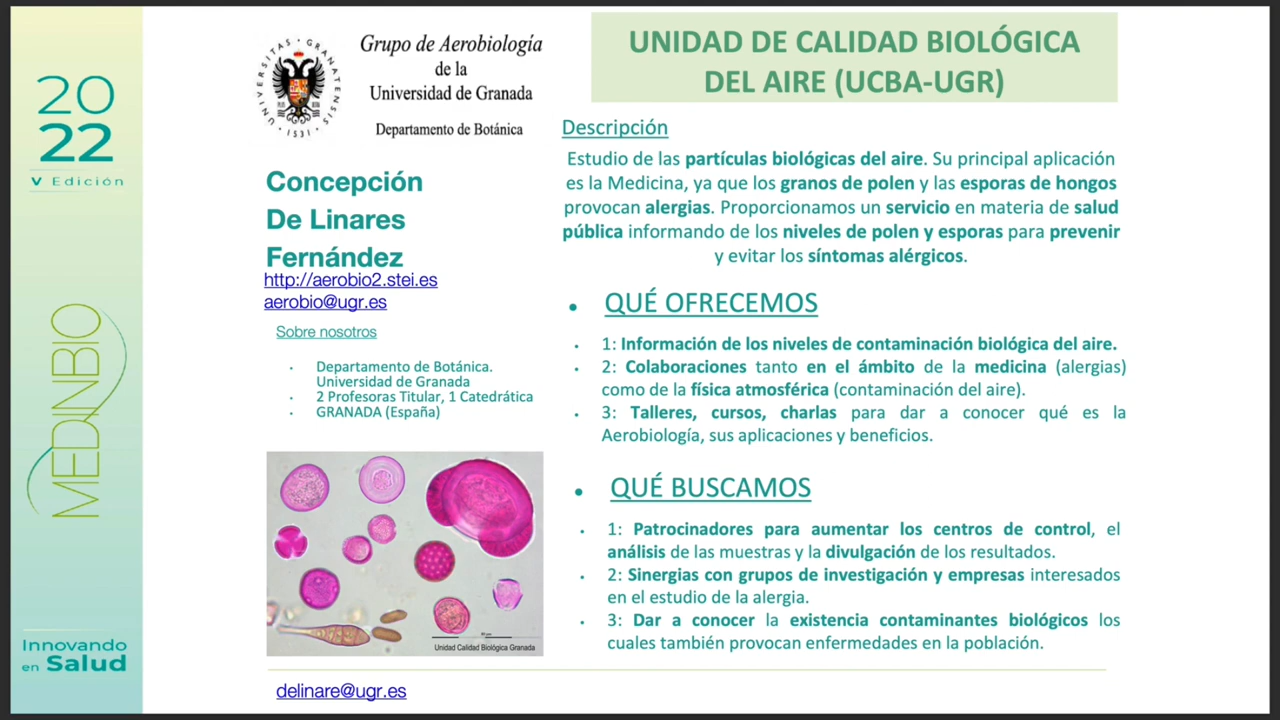 20
22
V Edición
MEDINBIO
Innovando
en Salud
UNIVERSITAS GRANATENSIS
1531
Grupo de Aerobiología
de la
Universidad de Granada
Departamento de Botánica
Concepción
De Linares
Fernández
http://aerobio2.stei.es
aerobio@ugr.es
Sobre nosotros
• Departamento de Botánica.
Universidad de Granada
• 2 Profesoras Titular, 1 Catedrática
• GRANADA (España)
Unidad Calidad Biológica Granada
delinare@ugr.es
UNIDAD DE CALIDAD BIOLÓGICA
DEL AIRE (UCBA-UGR)
Descripción
Estudio de las partículas biológicas del aire. Su principal aplicación
es la Medicina, ya que los granos de polen y las esporas de hongos
provocan alergias. Proporcionamos un servicio en materia de salud
pública informando de los niveles de polen y esporas para prevenir
y evitar los síntomas alérgicos.
• QUÉ OFRECEMOS
• 1: Información de los niveles de contaminación biológica del aire.
• 2: Colaboraciones tanto en el ámbito de la medicina (alergias)
como de la física atmosférica (contaminación del aire).
• 3: Talleres, cursos, charlas para dar a conocer qué es la
Aerobiología, sus aplicaciones y beneficios.
• QUÉ BUSCAMOS
• 1: Patrocinadores para aumentar los centros de control, el
análisis de las muestras y la divulgación de los resultados.
• 2: Sinergias con grupos de investigación y empresas interesados
en el estudio de la alergia.
• 3: Dar a conocer la existencia contaminantes biológicos los
cuales también provocan enfermedades en la población.